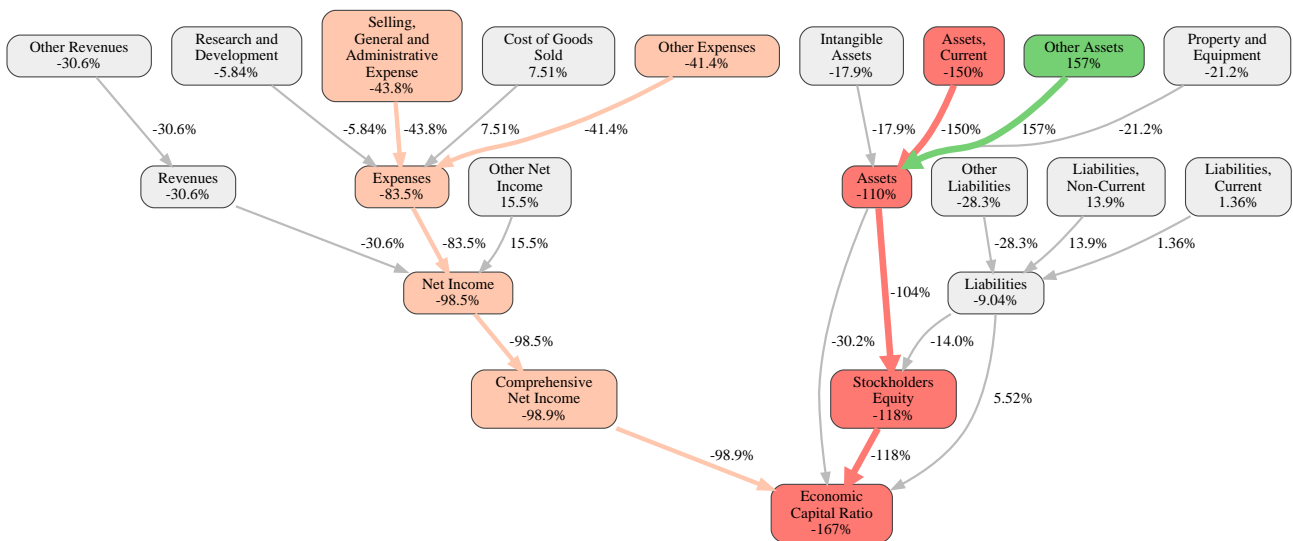 Other Revenues
-30.6%
Research and
Development
-5.84%
Selling,
General and
Administrative
Expense
-43.8%
Cost of Goods
Sold
7.51%
Other Expenses
-41.4%
Intangible
Assets
-17.9%
Assets,
Current
-150%
Other Assets
157%
Property and
Equipment
-21.2%
-30.6%
-5.84%
-43.8%
7.51%
-41.4%
-17.9%
-150%
157%
-21.2%
Revenues
-30.6%
Expenses
-83.5%
Other Net
Income
15.5%
Assets
-110%
Other
Liabilities
-28.3%
Liabilities,
Non-Current
13.9%
Liabilities,
Current
1.36%
-30.6%
-83.5%
15.5%
-28.3%
13.9%
1.36%
Net Income
-98.5%
-104%
Liabilities
-9.04%
-98.5%
-30.2%
-14.0%
Comprehensive
Net Income
-98.9%
Stockholders
Equity
-118%
5.52%
-98.9%
-118%
Economic
Capital Ratio
-167%